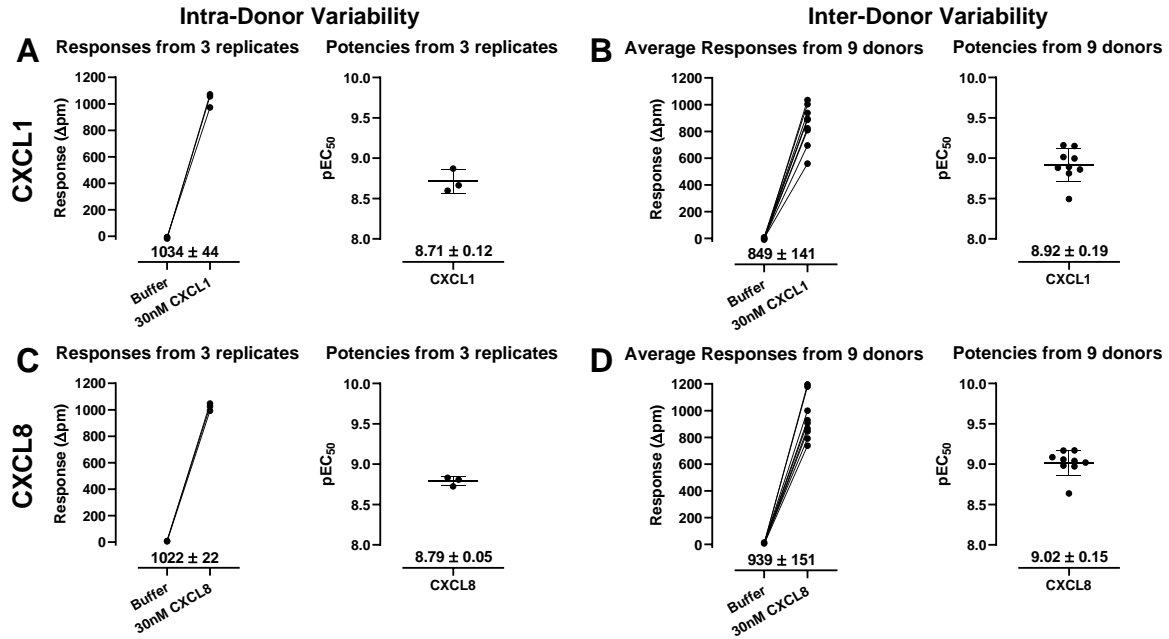 Intra-Donor Variability
Inter-Donor Variability
A
Responses from 3 replicates
Potencies from 3 replicates
B
Average Responses from 9 donors
Potencies from 9 donors
CXCL1
Response (Δpm)
1200
1000
800
600
400
200
0
1034 ± 44
Buffer
30nM CXCL1
pEC50
10.0
9.5
9.0
8.5
8.0
8.71 ± 0.12
CXCL1
Response (Δpm)
1200
1000
800
600
400
200
0
849 ± 141
Buffer
30nM CXCL1
pEC50
10.0
9.5
9.0
8.5
8.0
8.92 ± 0.19
CXCL1
C
Responses from 3 replicates
Potencies from 3 replicates
D
Average Responses from 9 donors
Potencies from 9 donors
CXCL8
Response (Δpm)
1200
1000
800
600
400
200
0
1022 ± 22
Buffer
30nM CXCL8
pEC50
10.0
9.5
9.0
8.5
8.0
8.79 ± 0.05
CXCL8
Response (Δpm)
1200
1000
800
600
400
200
0
939 ± 151
Buffer
30nM CXCL8
pEC50
10.0
9.5
9.0
8.5
8.0
9.02 ± 0.15
CXCL8